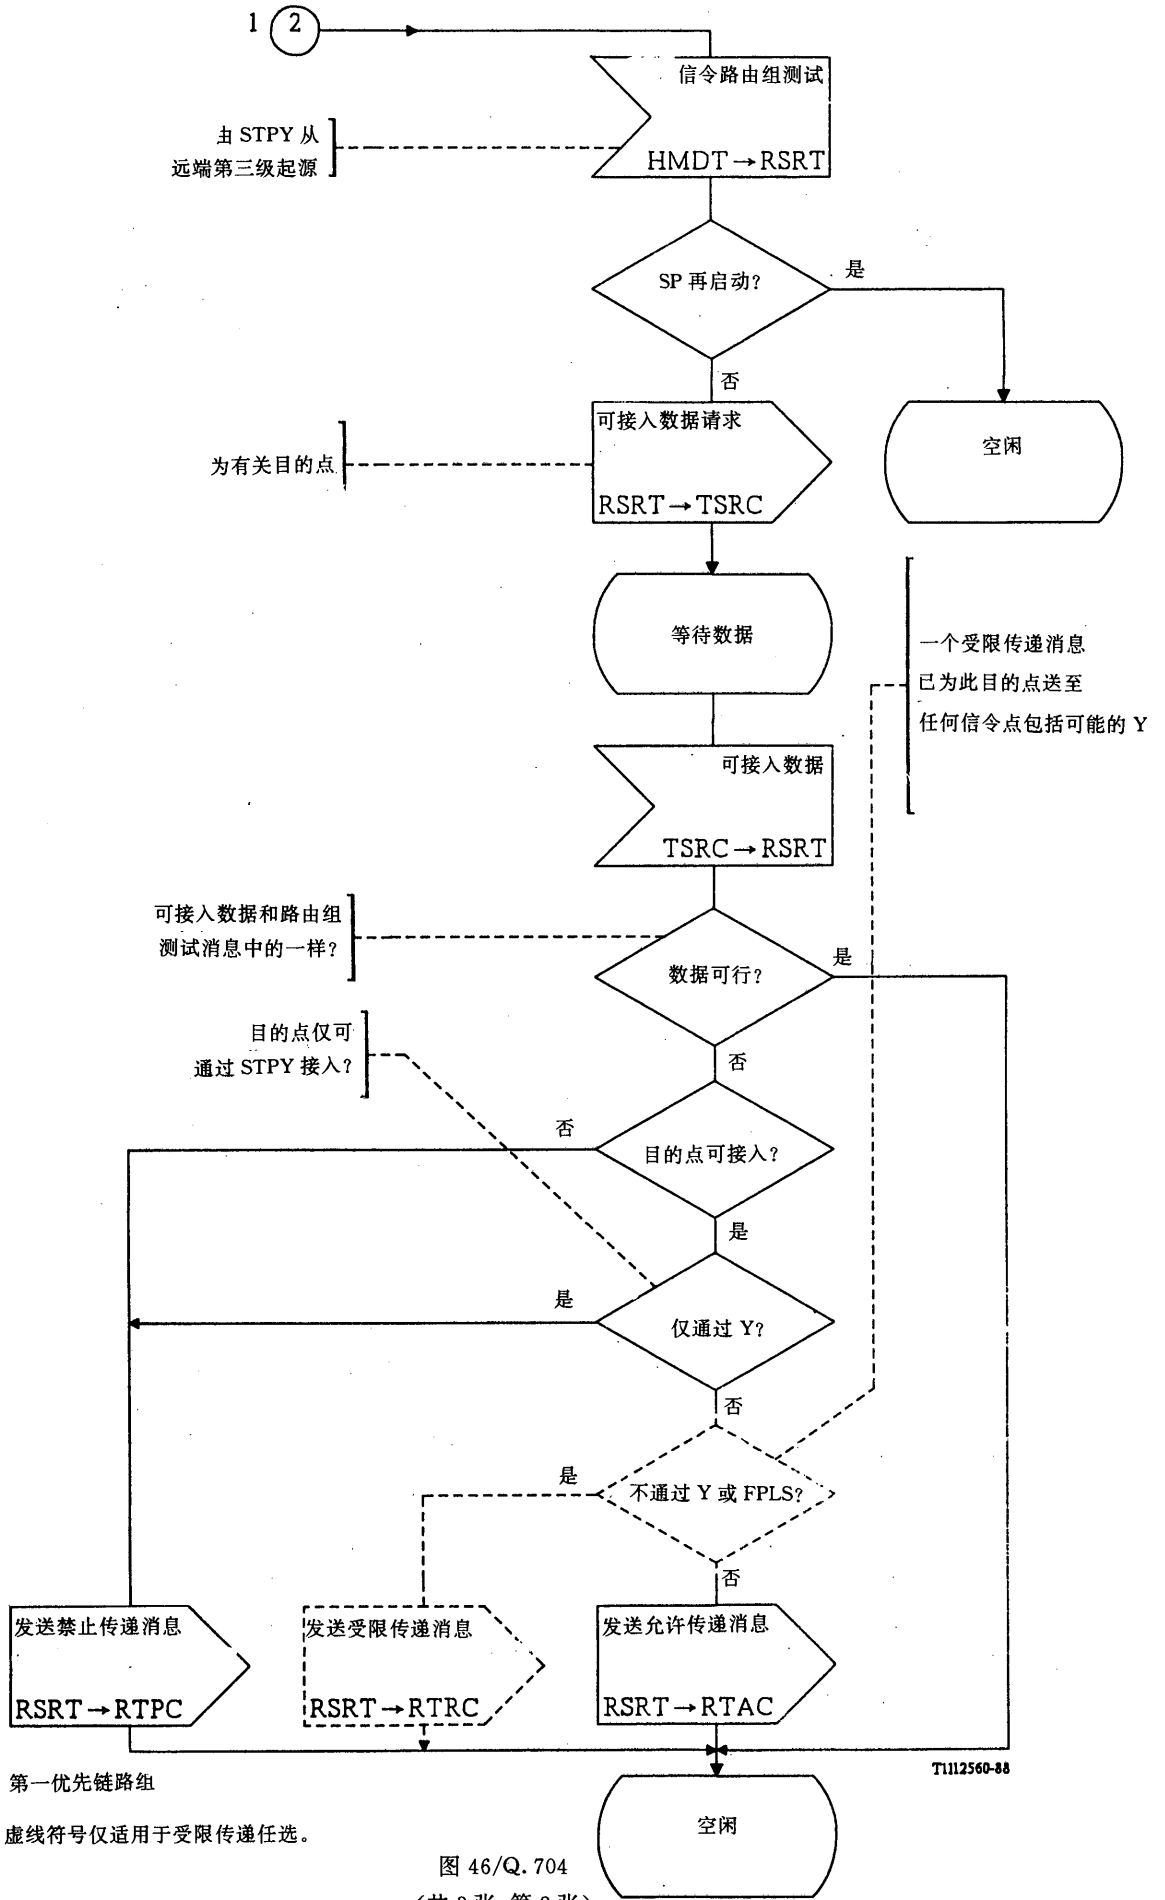 1 2
信令路由组测试
HMDT→RSRT
由 STPY 从
远端第三级起源
SP 再启动?
是
否
可接入数据请求
RSRT→TSRC
为有关目的点
空闲
等待数据
一个受限传递消息
已为此目的点送至
任何信令点包括可能的 Y
可接入数据
TSRC→RSRT
可接入数据和路由组
测试消息中的一样?
数据可行?
是
否
目的点仅可
通过 STPY 接入?
目的点可接入?
否
是
仅通过 Y?
是
否
不通过 Y 或 FPLS?
是
否
发送禁止传递消息
RSRT→RTPC
发送受限传递消息
RSRT→RTRC
发送允许传递消息
RSRT→RTAC
T1112560-88
第一优先链路组
空闲
虚线符号仅适用于受限传递任选。
图 46/Q.704